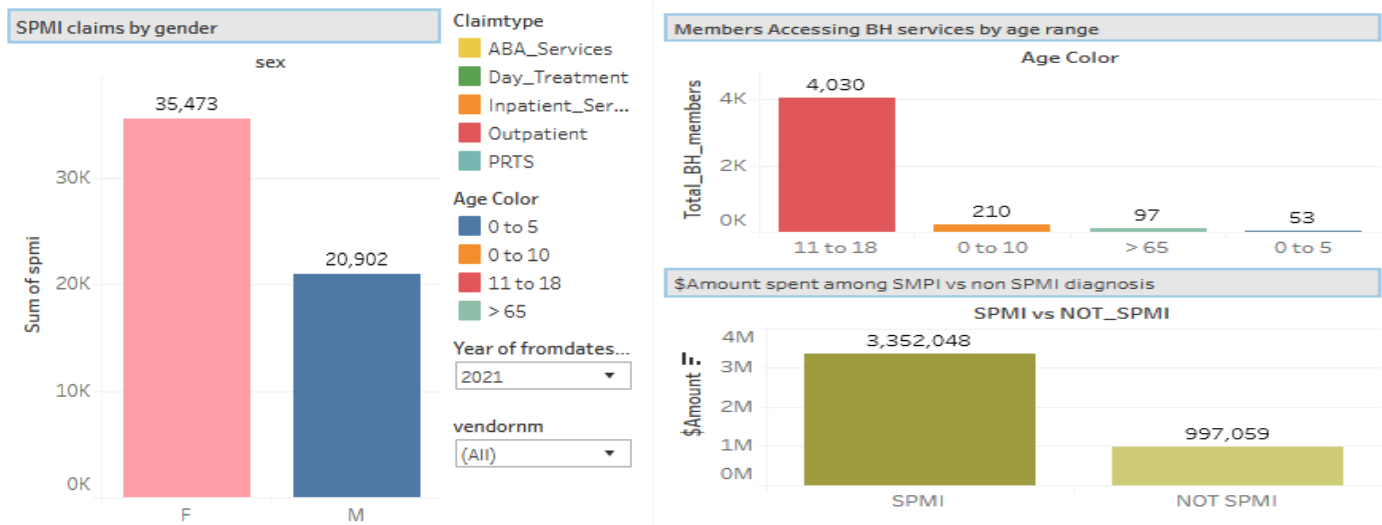 SPMI claims by gender
sex
35,473
20,902
30K
20K
10K
0K
Sum of spmi
F
M
Claimtype
ABA_Services
Day_Treatment
Inpatient_Ser...
Outpatient
PRTS
Age Color
0 to 5
0 to 10
11 to 18
> 65
Year of fromdates...
2021
vendornm
(All)
Members Accessing BH services by age range
Age Color
Total_BH_members
4K
2K
0K
4,030
210
97
53
11 to 18
0 to 10
> 65
0 to 5
$Amount spent among SMPI vs non SPMI diagnosis
SPMI vs NOT_SPMI
$Amount
4M
3M
2M
1M
0M
3,352,048
997,059
SPMI
NOT SPMI